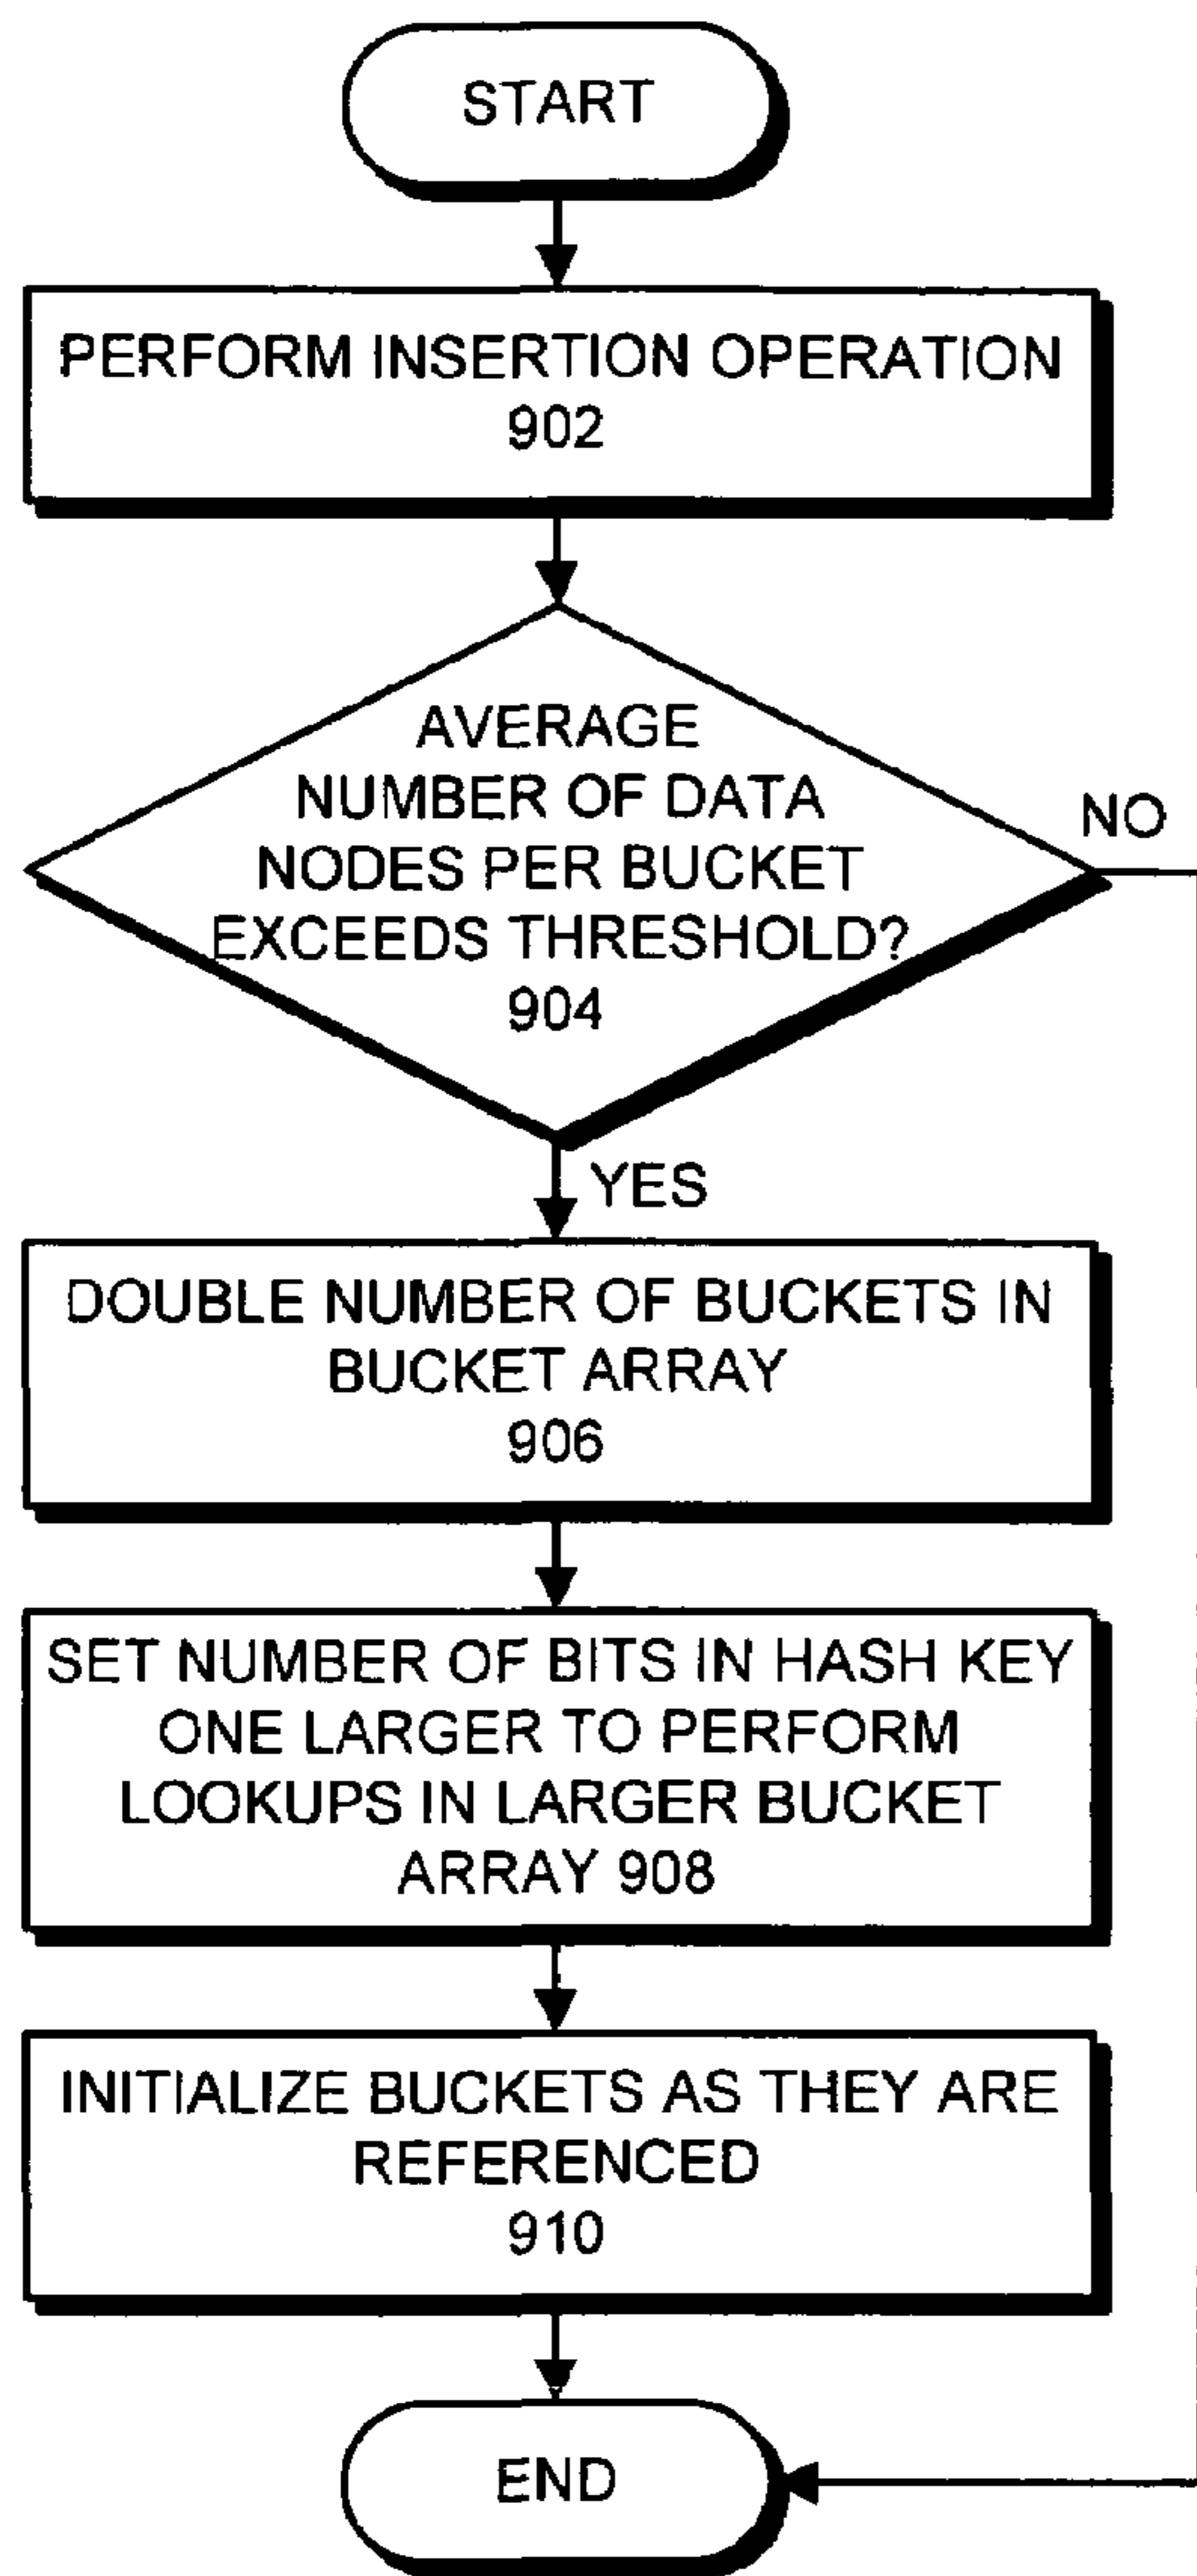 START
PERFORM INSERTION OPERATION
902
AVERAGE
NUMBER OF DATA
NODES PER BUCKET
EXCEEDS THRESHOLD?
904
NO
YES
DOUBLE NUMBER OF BUCKETS IN
BUCKET ARRAY
906
SET NUMBER OF BITS IN HASH KEY
ONE LARGER TO PERFORM
LOOKUPS IN LARGER BUCKET
ARRAY 908
INITIALIZE BUCKETS AS THEY ARE
REFERENCED
910
END